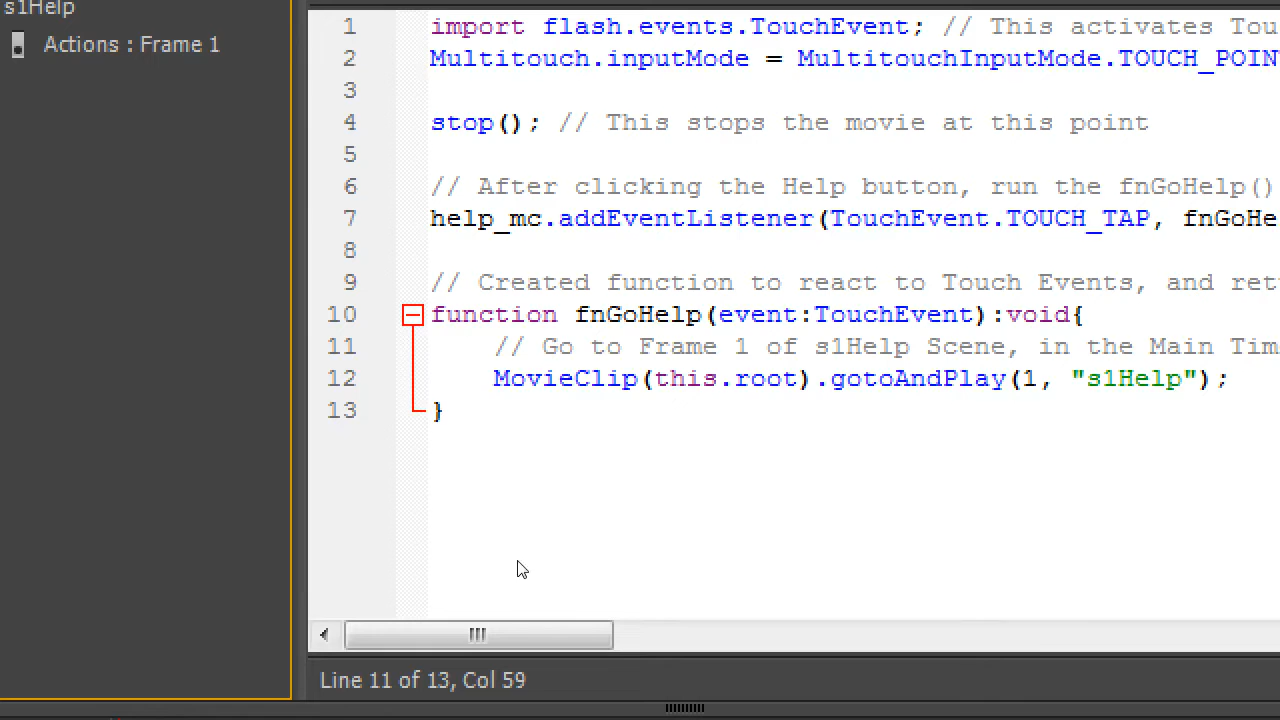 s1Help
Actions : Frame 1
1 import flash.events.TouchEvent; // This activates Tou
2 Multitouch.inputMode = MultitouchInputMode.TOUCH_POIN
3
4 stop(); // This stops the movie at this point
5
6 // After clicking the Help button, run the fnGoHelp()
7 help_mc.addEventListener(TouchEvent.TOUCH_TAP, fnGoHe
8
9 // Created function to react to Touch Events, and ret
10 function fnGoHelp(event:TouchEvent):void{
11 // Go to Frame 1 of s1Help Scene, in the Main Tim
12 MovieClip(this.root).gotoAndPlay(1, "s1Help");
13 }
Line 11 of 13, Col 59